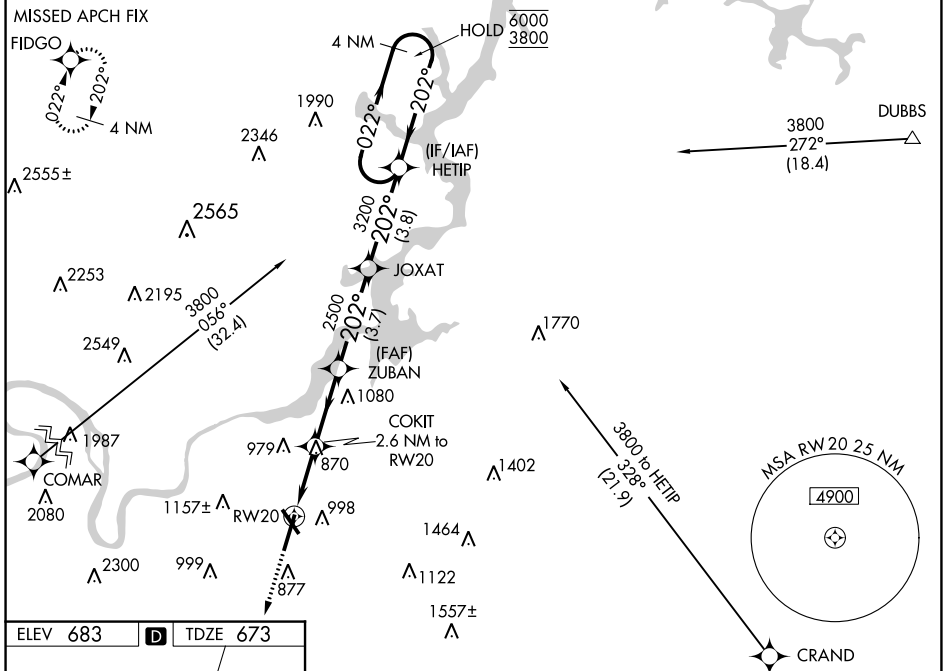 MISSED APCH FIX
FIDGO
022°
202°
4 NM
4 NM
HOLD
6000
3800
022°
202°
1990
2346
(IF/IAF)
HETIP
DUBBS
3800
272°
(18.4)
2555±
2565
3200
202°
(3.8)
JOXAT
2253
2195
3800
056°
(32.4)
2500
202°
(3.7)
1770
2549
(FAF)
ZUBAN
1080
COKIT
2.6 NM to
RW20
1987
979
870
COMAR
2080
1402
3800 to HETIP
328°
(21.9)
MSA RW20 25 NM
4900
1157±
RW20
998
1464
2300
999
877
1122
1557±
ELEV 683
D
TDZE 673
CRAND